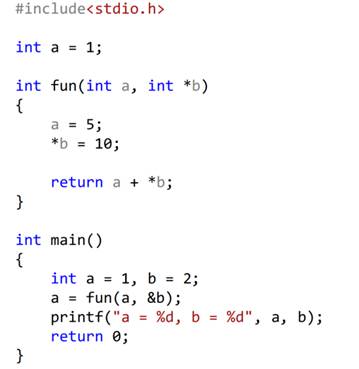 #include<stdio.h>
int a = 1;
int fun(int a, int *b)
{
a = 5;
*b = 10;
return a + *b;
}
int main()
{
int a = 1, b = 2;
a = fun(a, &b);
printf("a = %d, b = %d", a, b);
return 0;
}